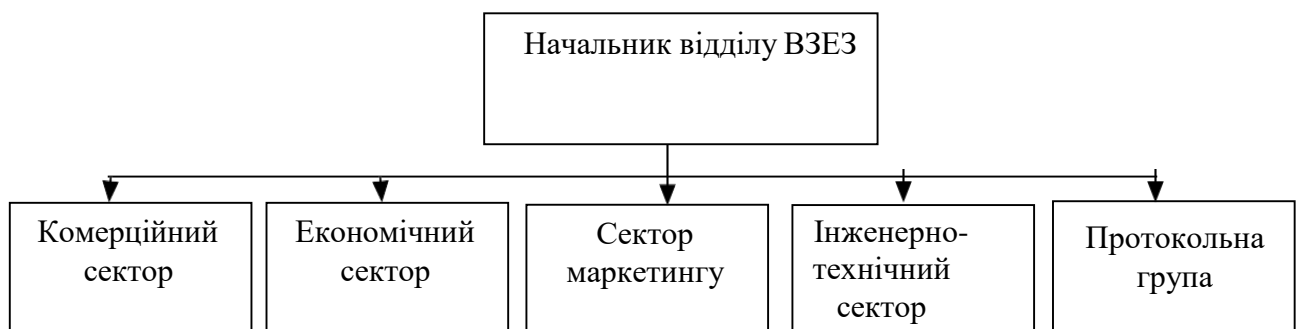 Начальник відділу ВЗЕЗ
Комерційний
сектор
Економічний
сектор
Сектор
маркетингу
Інженерно-
технічний
сектор
Протокольна
група